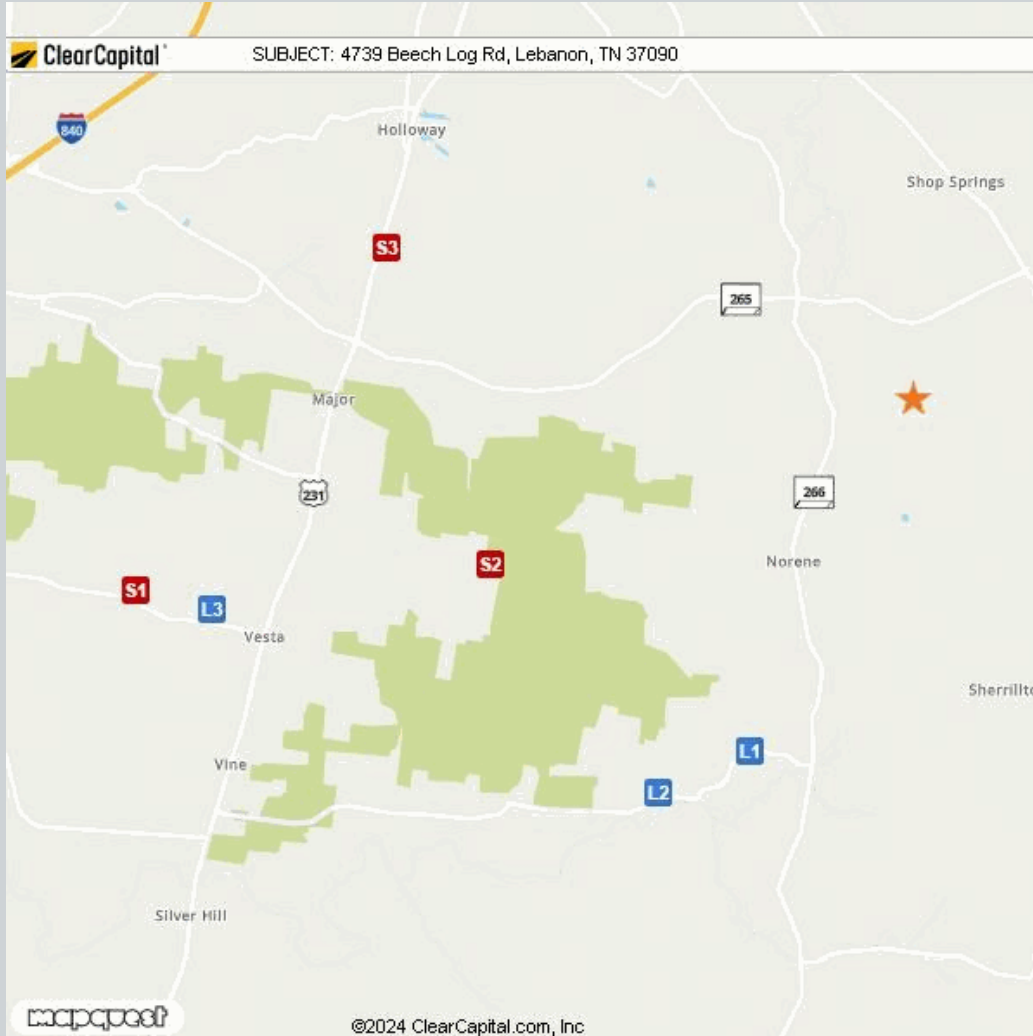 ClearCapital
SUBJECT: 4739 Beech Log Rd, Lebanon, TN 37090
840
Holloway
Shop Springs
S3
265
Major
231
266
S2
Norene
S1
L3
Vesta
L1
Vine
L2
Silver Hill
mapquest
©2024 ClearCapital.com, Inc